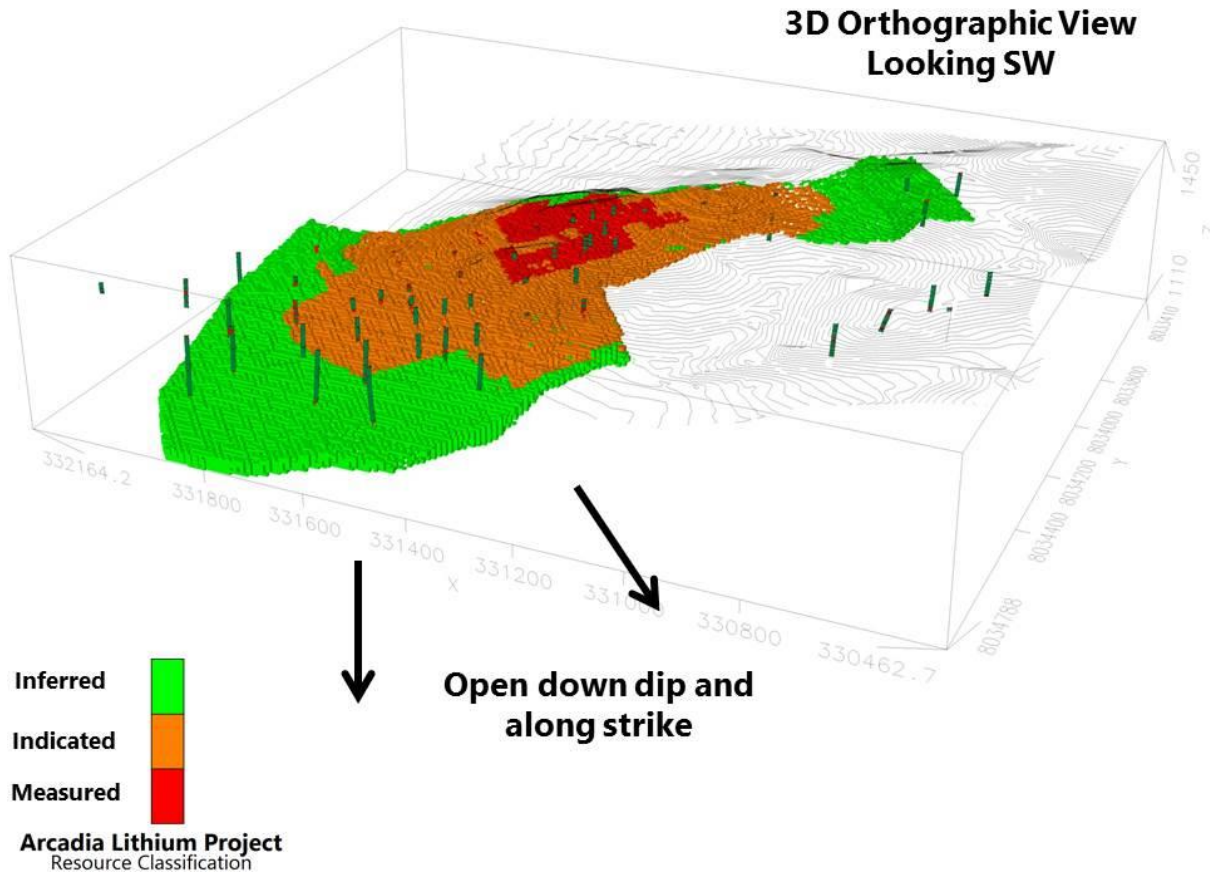 3D Orthographic View
Looking SW
1450
Z
1110
803410
8033800
8034000
Y
8034200
8034400
8034788
332164.2
331800
331600
331400
X
331200
331000
330800
330462.7
Open down dip and
along strike
Inferred
Indicated
Measured
Arcadia Lithium Project
Resource Classification